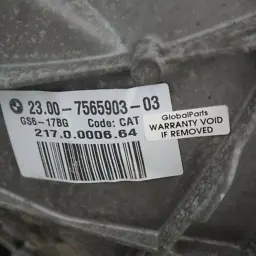 23.00-7565903-03
GS6-17BG Code: CAT
217.0.0006.64
GlobalParts
WARRANTY VOID
IF REMOVED